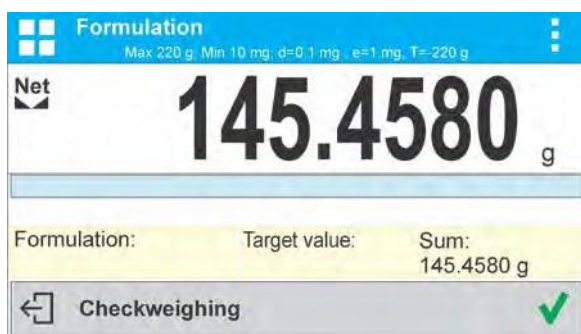 Formulation
Max 220 g, Min 10 mg, d=0.1 mg , e=1 mg, T=-220 g
Net
145.4580 g
Formulation: Target value: Sum:
145.4580 g
Checkweighing